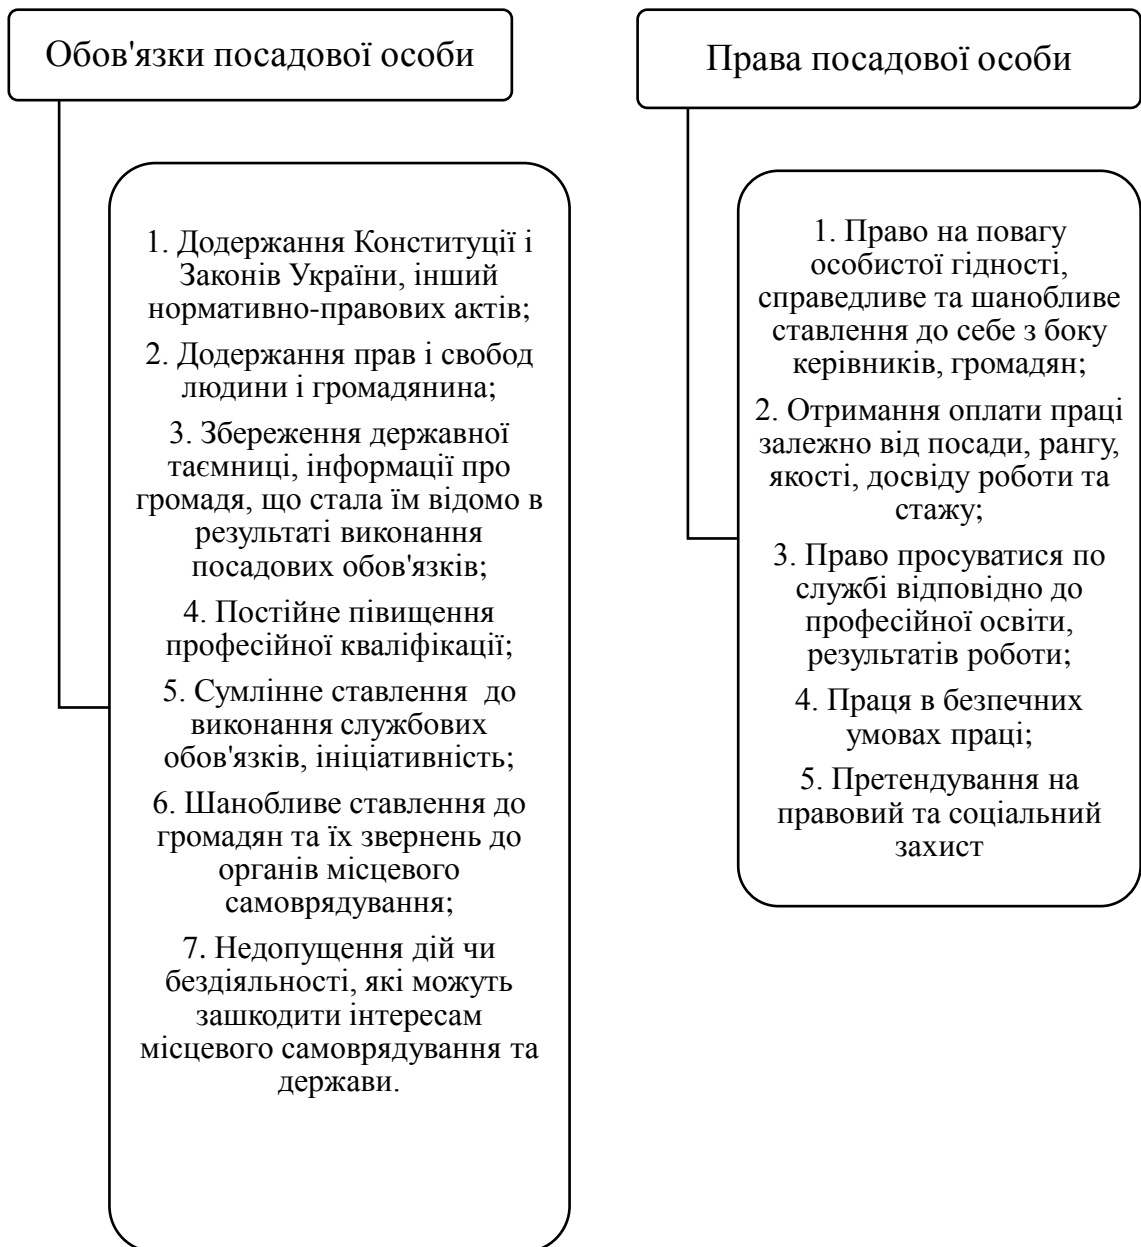 Обов'язки посадової особи
1. Додержання Конституції і
Законів України, інший
нормативно-правових актів;
2. Додержання прав і свобод
людини і громадянина;
3. Збереження державної
таємниці, інформації про
громадя, що стала їм відомо в
результаті виконання
посадових обов'язків;
4. Постійне півищення
професійної кваліфікації;
5. Сумлінне ставлення  до
виконання службових
обов'язків, ініціативність;
6. Шанобливе ставлення до
громадян та їх звернень до
органів місцевого
самоврядування;
7. Недопущення дій чи
бездіяльності, які можуть
зашкодити інтересам
місцевого самоврядування та
держави.
Права посадової особи
1. Право на повагу
особистої гідності,
справедливе та шанобливе
ставлення до себе з боку
керівників, громадян;
2. Отримання оплати праці
залежно від посади, рангу,
якості, досвіду роботи та
стажу;
3. Право просуватися по
службі відповідно до
професійної освіти,
результатів роботи;
4. Праця в безпечних
умовах праці;
5. Претендування на
правовий та соціальний
захист